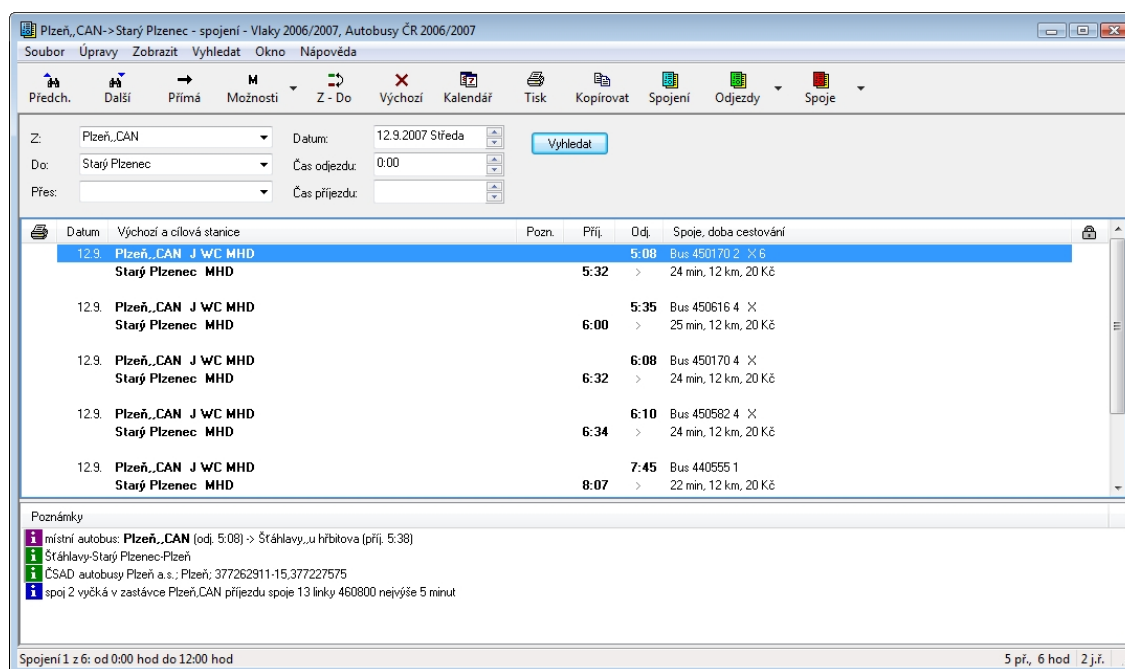 Plzeň,,CAN->Starý Plzenec - spojení - Vlaky 2006/2007, Autobusy ČR 2006/2007
Soubor Úpravy Zobrazit Vyhledat Okno Nápověda
Předch. Další Přímá Možnosti Z - Do Výchozí Kalendář Tisk Kopírovat Spojení Odjezdy Spoje
Z: Plzeň,,CAN Datum: 12.9.2007 Středa Vyhledat
Do: Starý Plzenec Čas odjezdu: 0:00
Přes: Čas příjezdu:
Datum Výchozí a cílová stanice Pozn. Příj. Odj. Spoje, doba cestování
12.9. Plzeň,,CAN J WC MHD 5:08 Bus 450170 2 X 6
Starý Plzenec MHD 5:32 > 24 min, 12 km, 20 Kč
12.9. Plzeň,,CAN J WC MHD 5:35 Bus 450616 4 X
Starý Plzenec MHD 6:00 > 25 min, 12 km, 20 Kč
12.9. Plzeň,,CAN J WC MHD 6:08 Bus 450170 4 X
Starý Plzenec MHD 6:32 > 24 min, 12 km, 20 Kč
12.9. Plzeň,,CAN J WC MHD 6:10 Bus 450582 4 X
Starý Plzenec MHD 6:34 > 24 min, 12 km, 20 Kč
12.9. Plzeň,,CAN J WC MHD 7:45 Bus 440555 1
Starý Plzenec MHD 8:07 > 22 min, 12 km, 20 Kč
Poznámky
místní autobus: Plzeň,,CAN (odj. 5:08) -> Šťáhlavy,,u hřbitova (příj. 5:38)
Šťáhlavy-Starý Plzenec-Plzeň
ČSAD autobusy Plzeň a.s.; Plzeň; 377262911-15,377227575
spoj 2 vyčká v zastávce Plzeň,CAN příjezdu spoje 13 linky 460800 nejvýše 5 minut
Spojení 1 z 6: od 0:00 hod do 12:00 hod 5 př., 6 hod 2 j.ř.